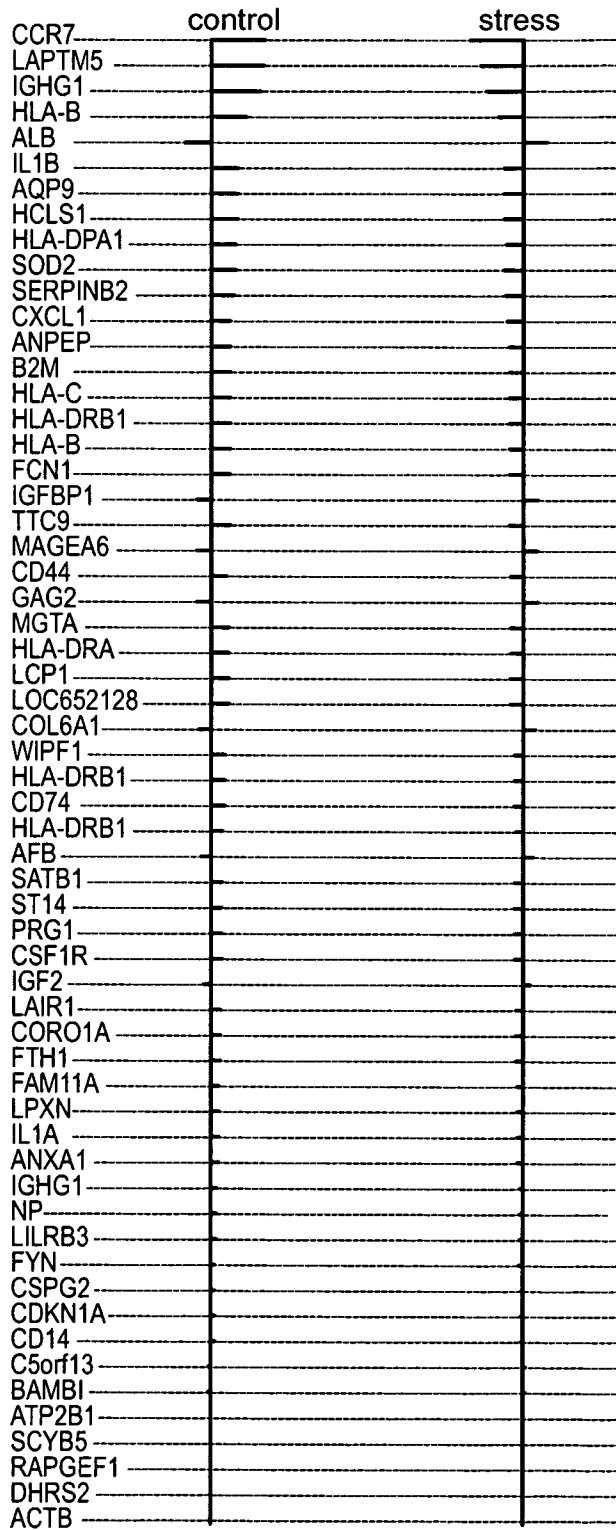 control stress
CCR7
LAPTM5
IGHG1
HLA-B
ALB
IL1B
AQP9
HCLS1
HLA-DPA1
SOD2
SERPINB2
CXCL1
ANPEP
B2M
HLA-C
HLA-DRB1
HLA-B
FCN1
IGFBP1
TTC9
MAGEA6
CD44
GAG2
MGTA
HLA-DRA
LCP1
LOC652128
COL6A1
WIPF1
HLA-DRB1
CD74
HLA-DRB1
AFB
SATB1
ST14
PRG1
CSF1R
IGF2
LAIR1
CORO1A
FTH1
FAM11A
LPXN
IL1A
ANXA1
IGHG1
NP
LILRB3
FYN
CSPG2
CDKN1A
CD14
C5orf13
BAMBI
ATP2B1
SCYB5
RAPGEF1
DHRS2
ACTB